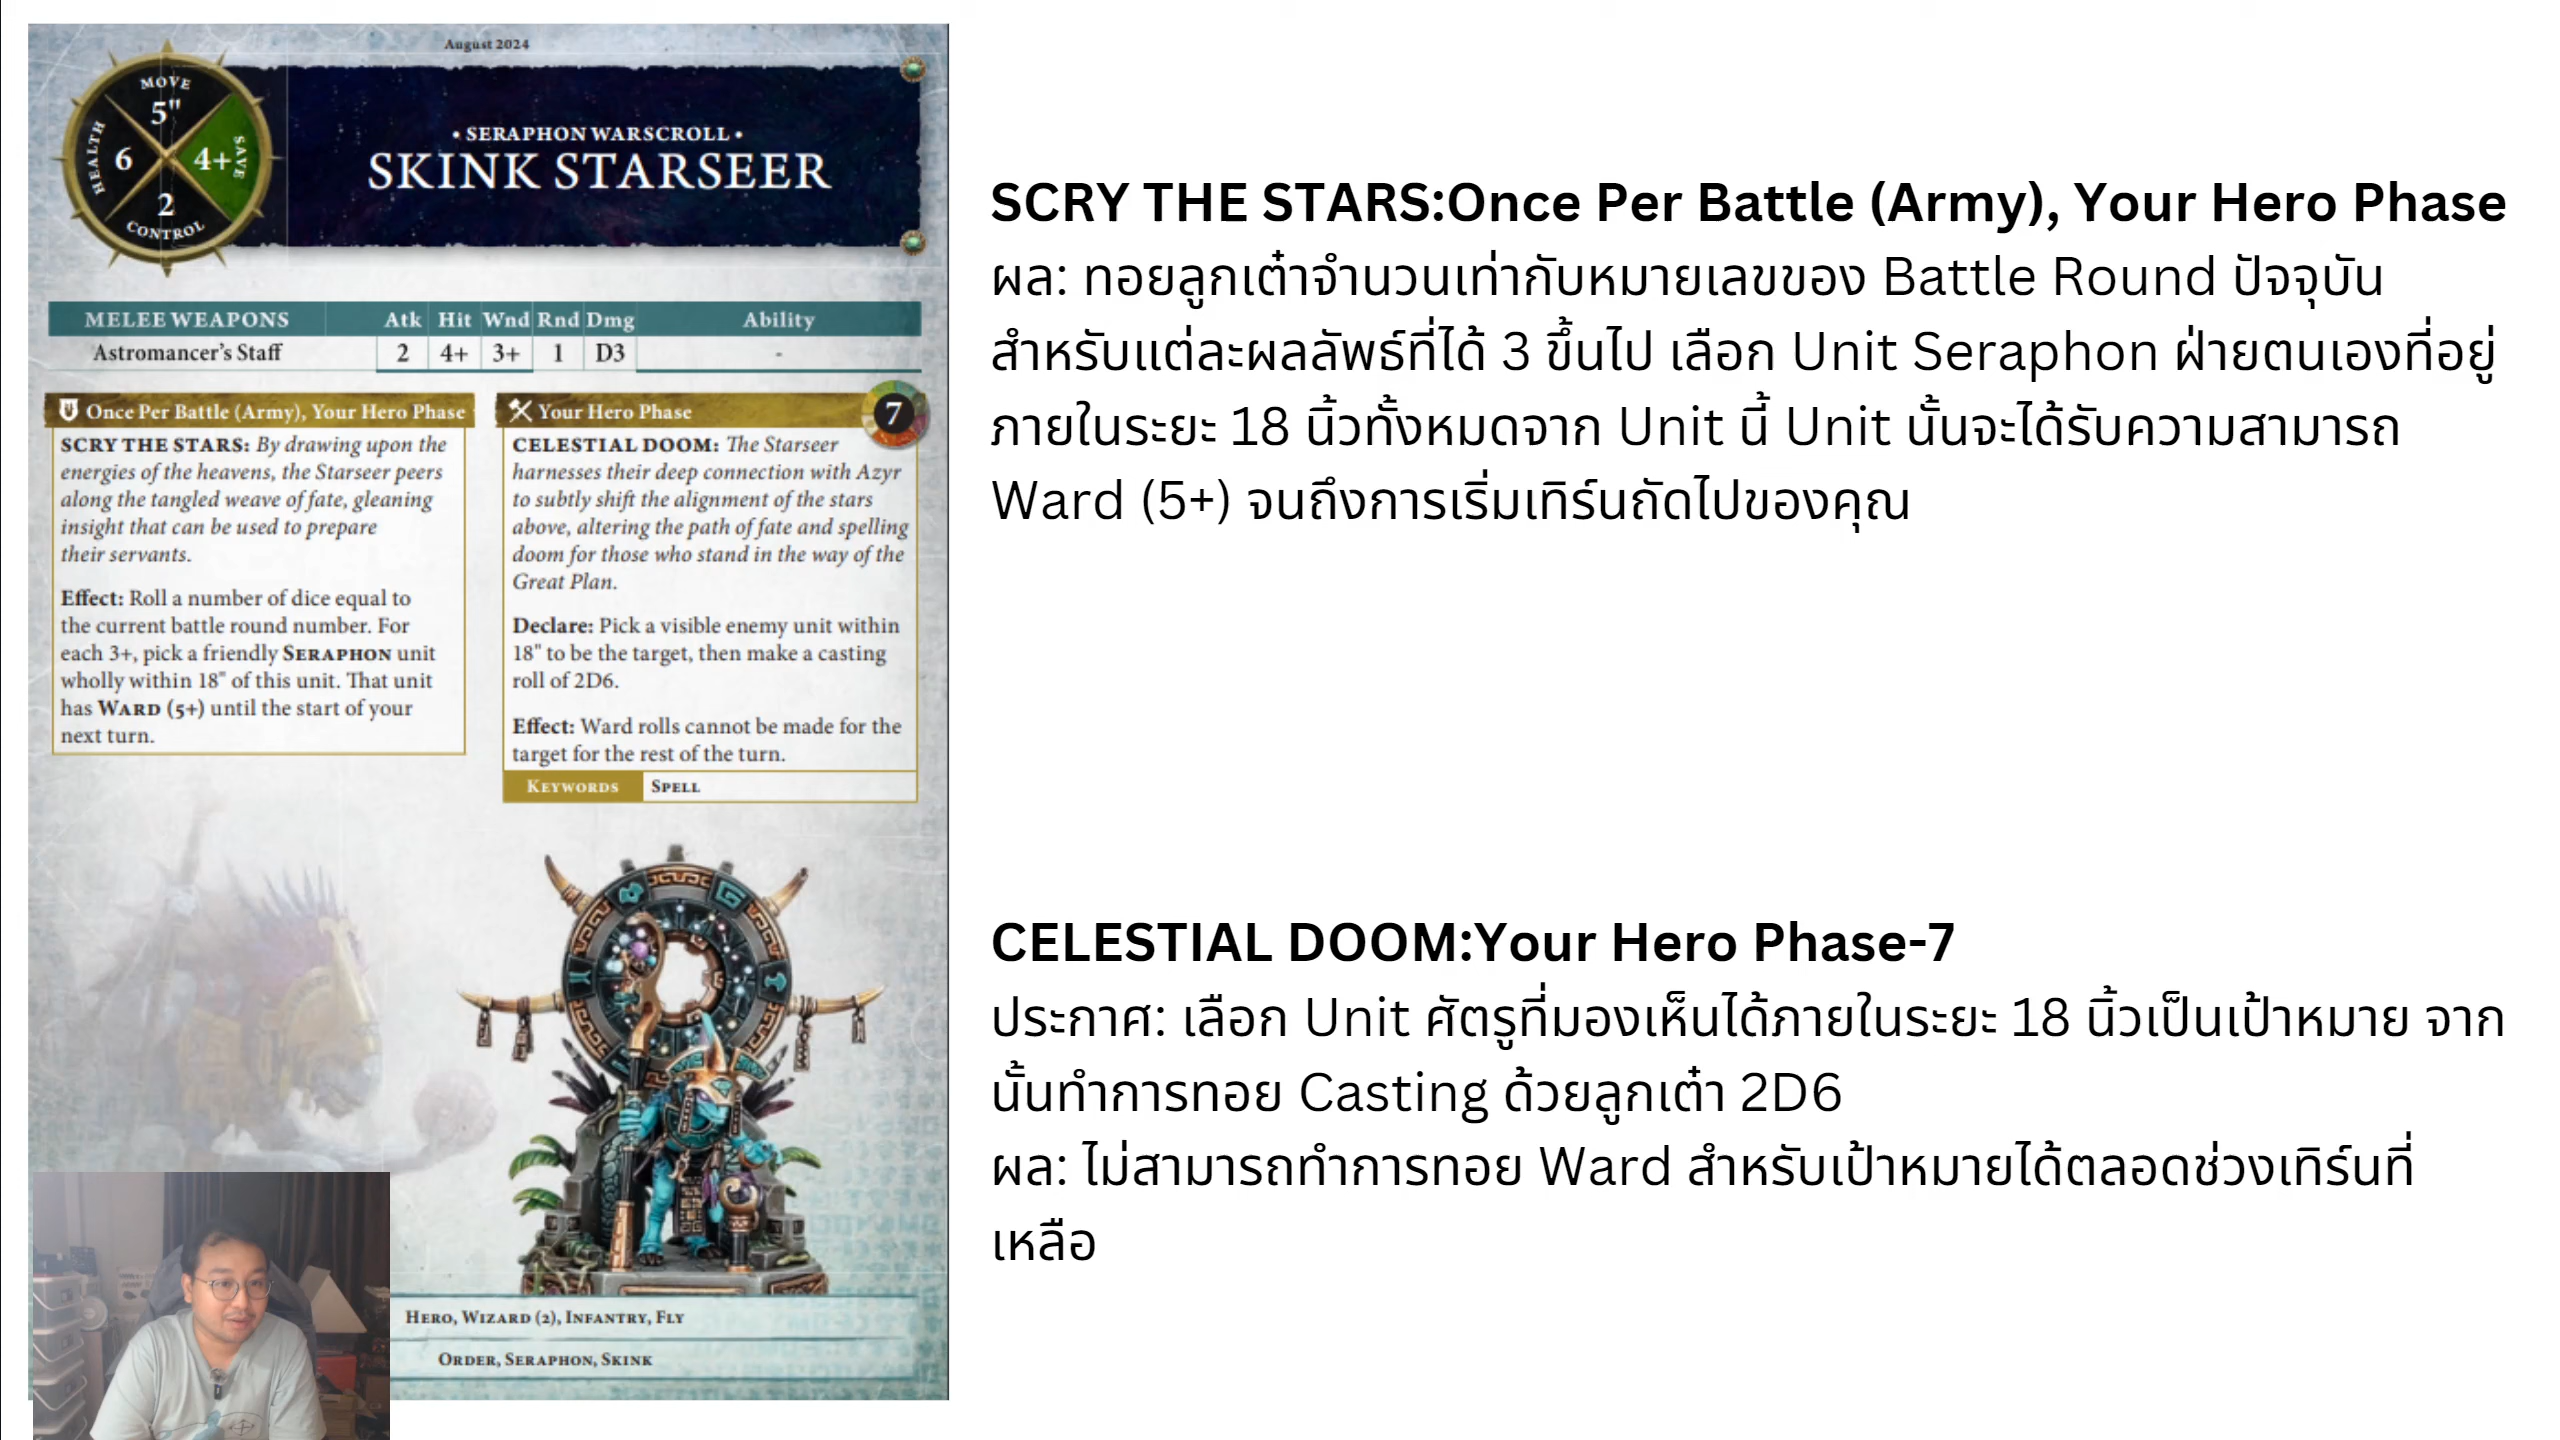 August 2024
MOVE
5"
HEALTH
6
4+
SAVE
2
CONTROL
• SERAPHON WARSCROLL •
SKINK STARSEER
MELEE WEAPONS Atk Hit Wnd Rnd Dmg Ability
Astromancer's Staff 2 4+ 3+ 1 D3 -
Once Per Battle (Army), Your Hero Phase
SCRY THE STARS: By drawing upon the
energies of the heavens, the Starseer peers
along the tangled weave of fate, gleaning
insight that can be used to prepare
their servants.
Effect: Roll a number of dice equal to
the current battle round number. For
each 3+, pick a friendly SERAPHON unit
wholly within 18" of this unit. That unit
has WARD (5+) until the start of your
next turn.
Your Hero Phase
7
CELESTIAL DOOM: The Starseer
harnesses their deep connection with Azyr
to subtly shift the alignment of the stars
above, altering the path of fate and spelling
doom for those who stand in the way of the
Great Plan.
Declare: Pick a visible enemy unit within
18" to be the target, then make a casting
roll of 2D6.
Effect: Ward rolls cannot be made for the
target for the rest of the turn.
KEYWORDS SPELL
HERO, WIZARD (2), INFANTRY, FLY
ORDER, SERAPHON, SKINK
SCRY THE STARS:Once Per Battle (Army), Your Hero Phase
ผล: ทอยลูกเต๋าจำนวนเท่ากับหมายเลขของ Battle Round ปัจจุบัน
สำหรับแต่ละผลลัพธ์ที่ได้ 3 ขึ้นไป เลือก Unit Seraphon ฝ่ายตนเองที่อยู่
ภายในระยะ 18 นิ้วทั้งหมดจาก Unit นี้ Unit นั้นจะได้รับความสามารถ
Ward (5+) จนถึงการเริ่มเทิร์นถัดไปของคุณ
CELESTIAL DOOM:Your Hero Phase-7
ประกาศ: เลือก Unit ศัตรูที่มองเห็นได้ภายในระยะ 18 นิ้วเป็นเป้าหมาย จาก
นั้นทำการทอย Casting ด้วยลูกเต๋า 2D6
ผล: ไม่สามารถทำการทอย Ward สำหรับเป้าหมายได้ตลอดช่วงเทิร์นที่
เหลือ